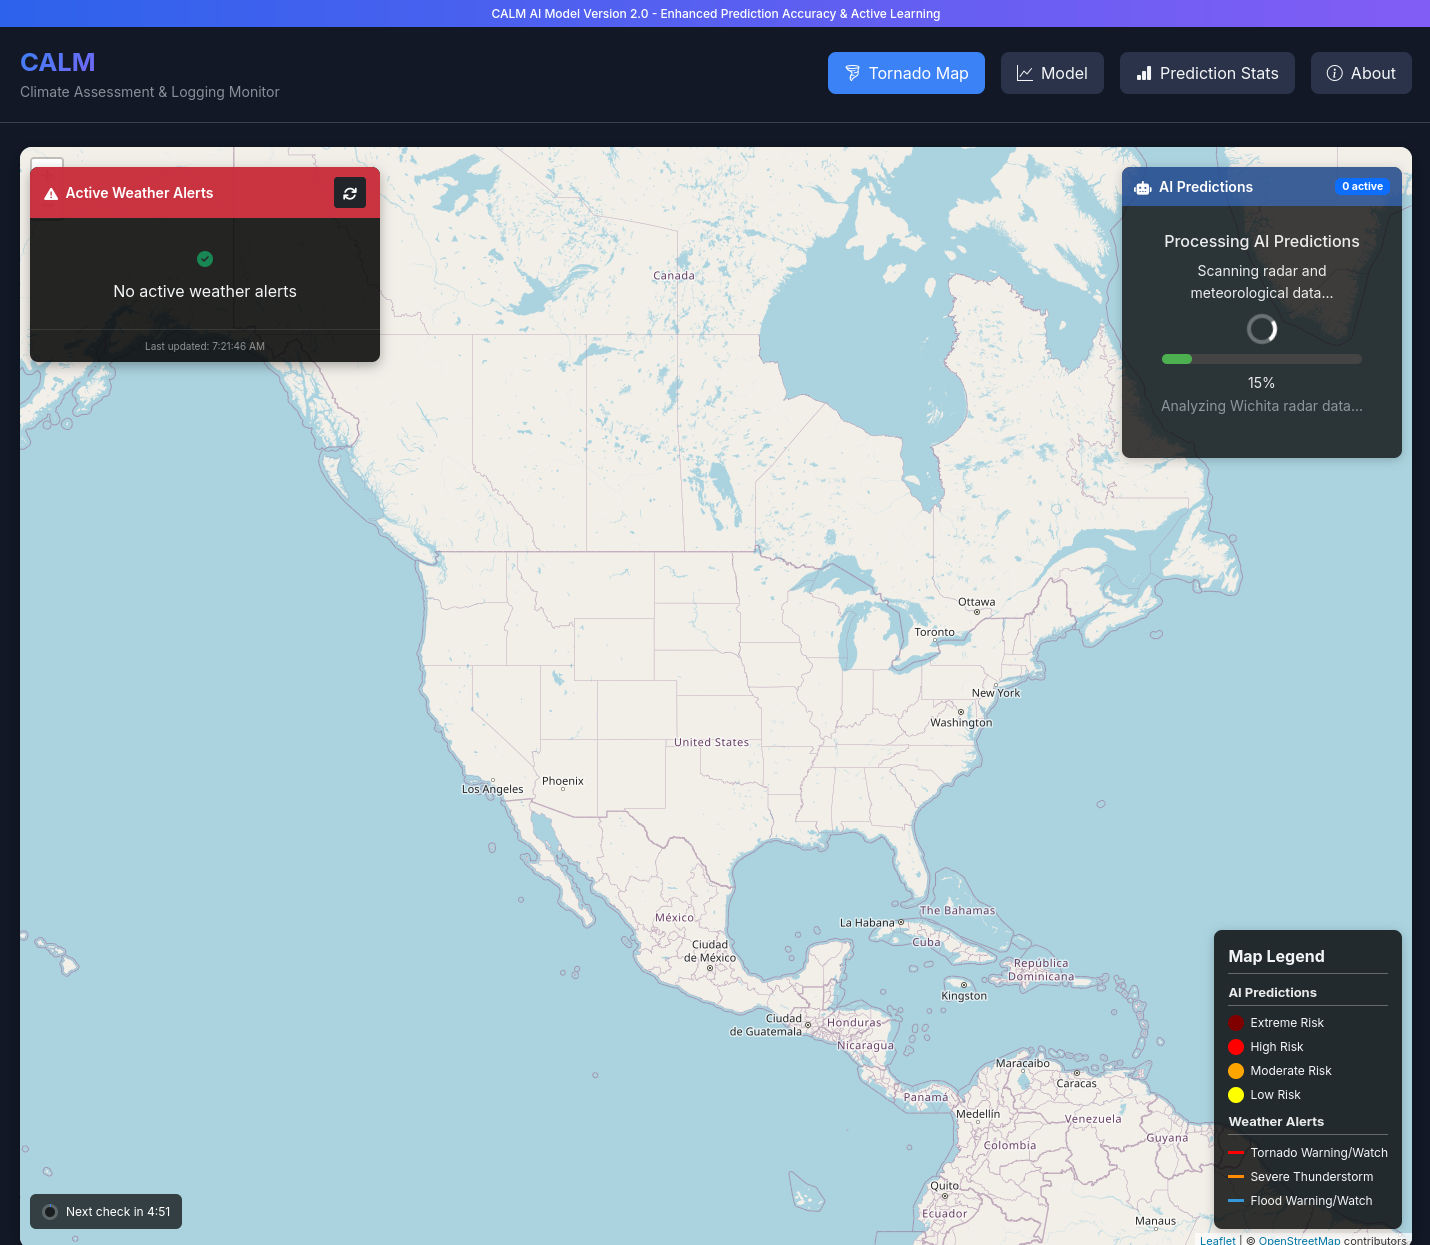 CALM AI Model Version 2.0 - Enhanced Prediction Accuracy & Active Learning
CALM
Climate Assessment & Logging Monitor
Tornado Map
Model
Prediction Stats
About
Active Weather Alerts
No active weather alerts
Last updated: 7:21:46 AM
AI Predictions
0 active
Processing AI Predictions
Scanning radar and
meteorological data...
15%
Analyzing Wichita radar data...
Canada
Ottawa
Toronto
New York
Washington
United States
Phoenix
Los Angeles
The Bahamas
La Habana
México
Cuba
Ciudad
de México
República
Dominicana
Kingston
Ciudad
de Guatemala
Honduras
Nicaragua
Maracaibo
Caracas
Panamá
Medellín
Venezuela
Guyana
Colombia
Quito
Ecuador
Manaus
Map Legend
AI Predictions
Extreme Risk
High Risk
Moderate Risk
Low Risk
Weather Alerts
Tornado Warning/Watch
Severe Thunderstorm
Flood Warning/Watch
Next check in 4:51
Leaflet | © OpenStreetMap contributors